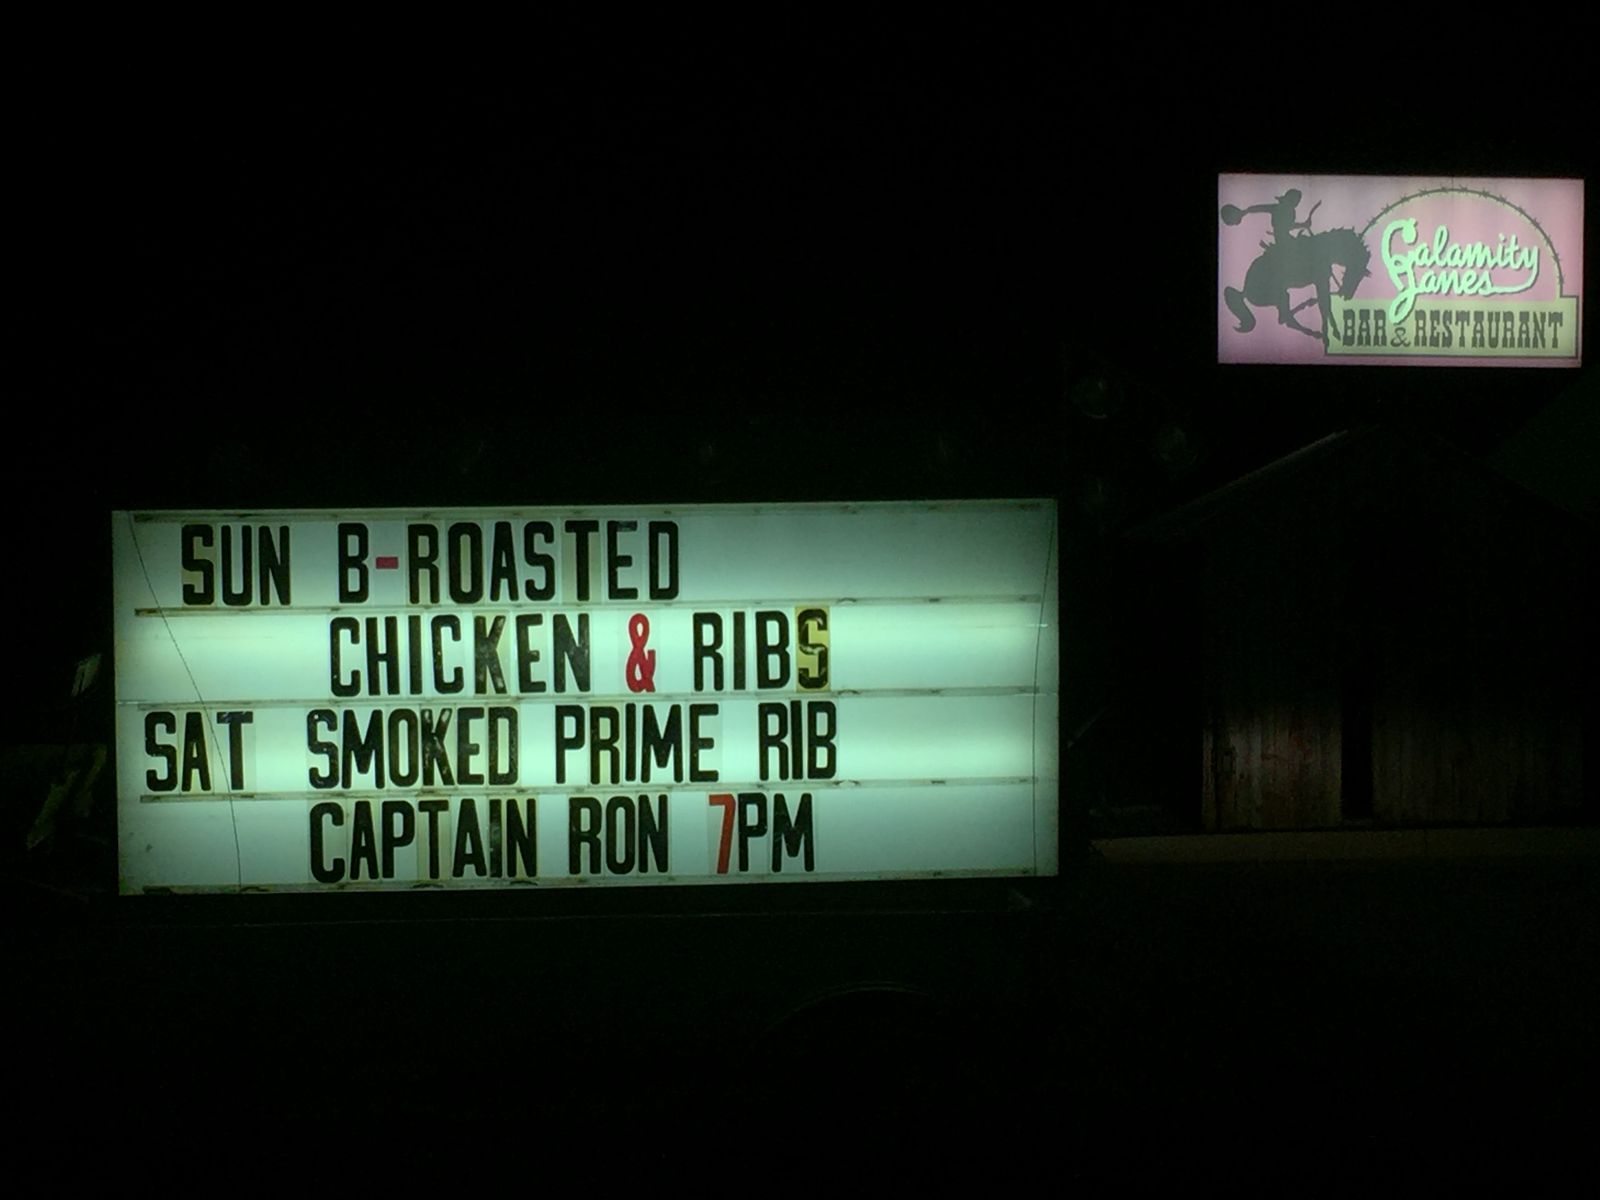 SUN B-ROASTED
CHICKEN & RIBS
SAT SMOKED PRIME RIB
CAPTAIN RON 7PM
Calamity
Janes
BAR & RESTAURANT